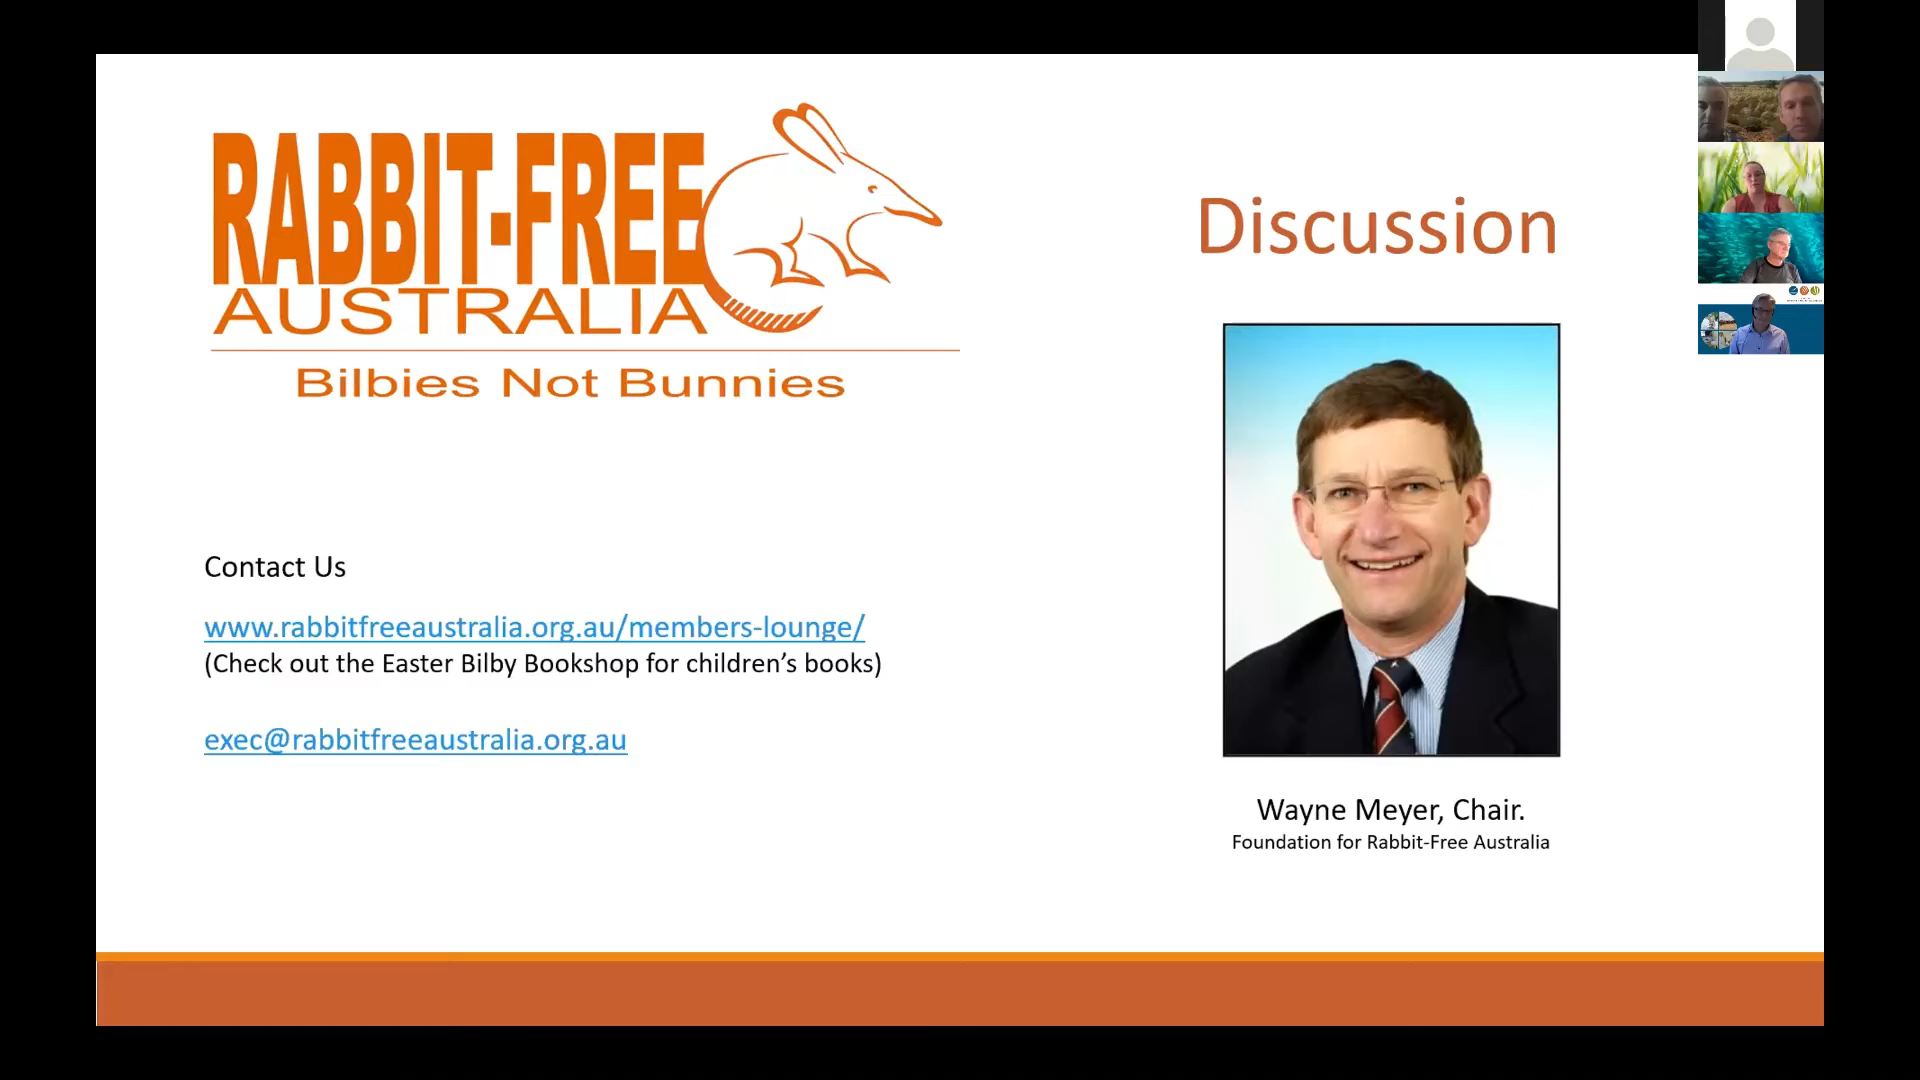 RABBIT-FREE
AUSTRALIA
Bilbies Not Bunnies
Discussion
Contact Us
www.rabbitfreeaustralia.org.au/members-lounge/
(Check out the Easter Bilby Bookshop for children’s books)
exec@rabbitfreeaustralia.org.au
Wayne Meyer, Chair.
Foundation for Rabbit-Free Australia